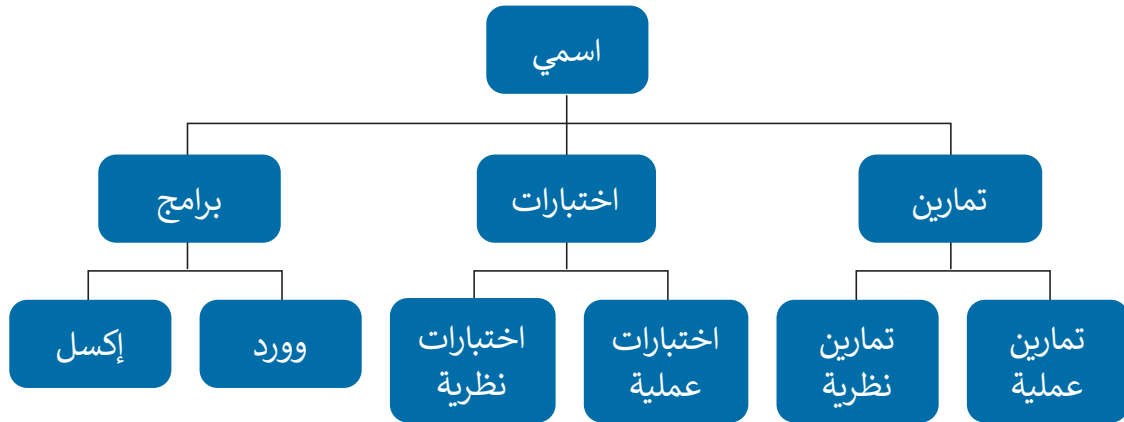 اسمي
تمارين
اختبارات
برامج
تمارين
عملية
تمارين
نظرية
اختبارات
عملية
اختبارات
نظرية
وورد
إكسل